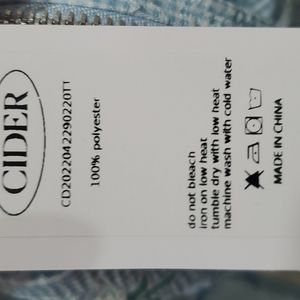 CIDER
CD2022042290220TT
100% polyester
do not bleach
iron on low heat
tumble dry with low heat
machine wash with cold water
MADE IN CHINA